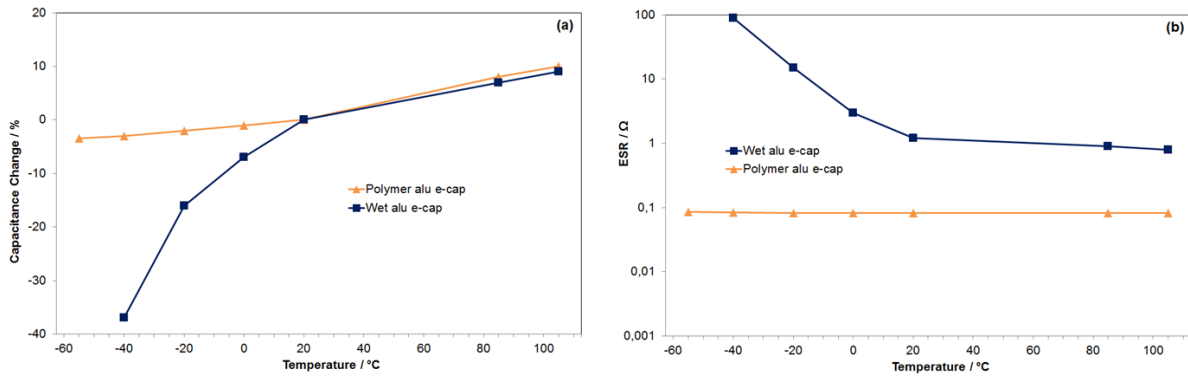 (a)
20
10
0
-10
-20
-30
-40
Capacitance Change / %
Polymer alu e-cap
Wet alu e-cap
-60 -40 -20 0 20 40 60 80 100
Temperature / °C
(b)
100
10
1
0,1
0,01
0,001
ESR / Ω
Wet alu e-cap
Polymer alu e-cap
-60 -40 -20 0 20 40 60 80 100
Temperature / °C